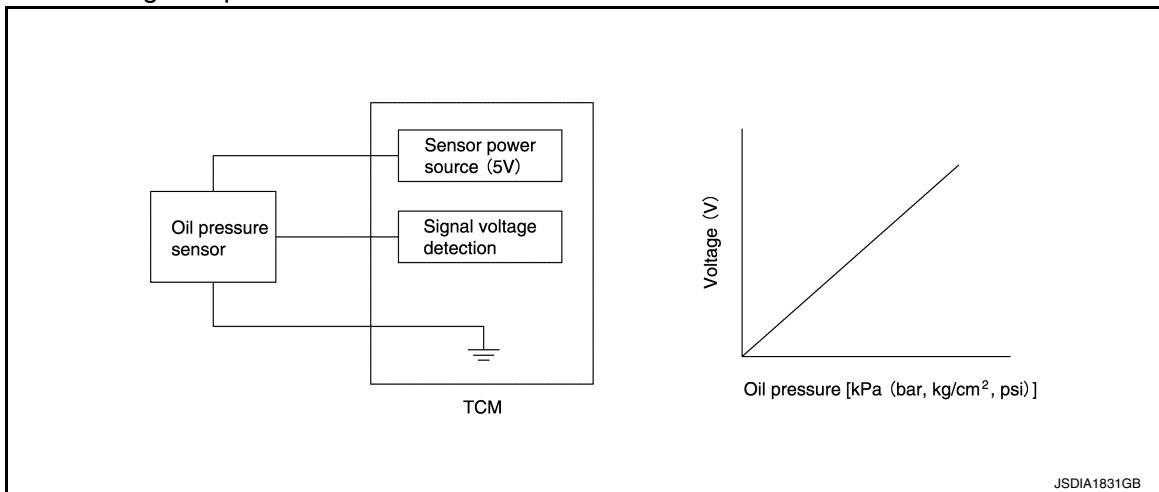 Sensor power
source (5V)
Oil pressure
sensor
Signal voltage
detection
TCM
Voltage (V)
Oil pressure [kPa (bar, kg/cm², psi)]
JSDIA1831GB